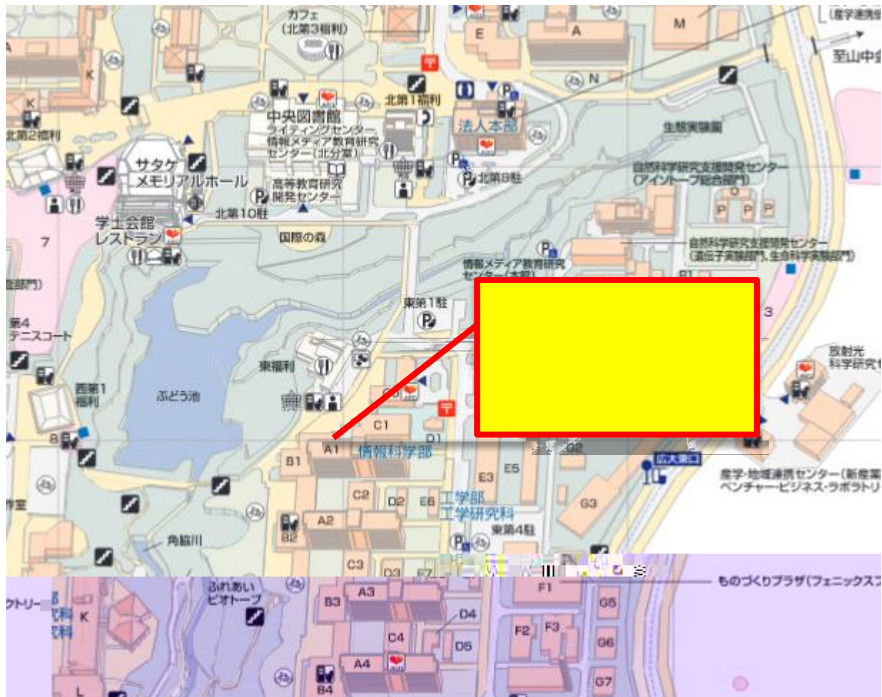 カフェ
(北第3福利)
(産学連携
E
A
M
至山中会
A
K
N
K
北第1福利
中央図書館
ライティングセンター
情報メディア教育研究
センター(北分室)
法人本部
北第2福利
生態実験園
サタケ
メモリアルホール
高等教育研究
開発センター
北第8駐
自然科学研究支援開発センター
(アイソトープ総合部門)
北第10駐
P
P
P
学士会館
レストラン
国際の森
7
自然科学研究支援開発センター
(遺伝子実験部門、生命科学実験部門)
情報メディア教育研究
センター(本館)
東第1駐
3
第4
テニスコート
東福利
放射光
科学研究セ
西第1
福利
ぶどう池
C1
D1
8
A1
情報科学部
G2
B1
広大東口
E3
E5
産学・地域連携センター(新産業
ベンチャー・ビジネス・ラボラトリ
C2
D2
E6
工学部
工学研究科
G3
作室
A2
東第4駐
B2
角脇川
C3
D3
E7
ふれあい
ビオトープ
A3
F1
ものづくりプラザ(フェニックスフ
クトリー
B3
G5
K
D4
C4
F2
F3
G6
D5
A4
G7
L
B4